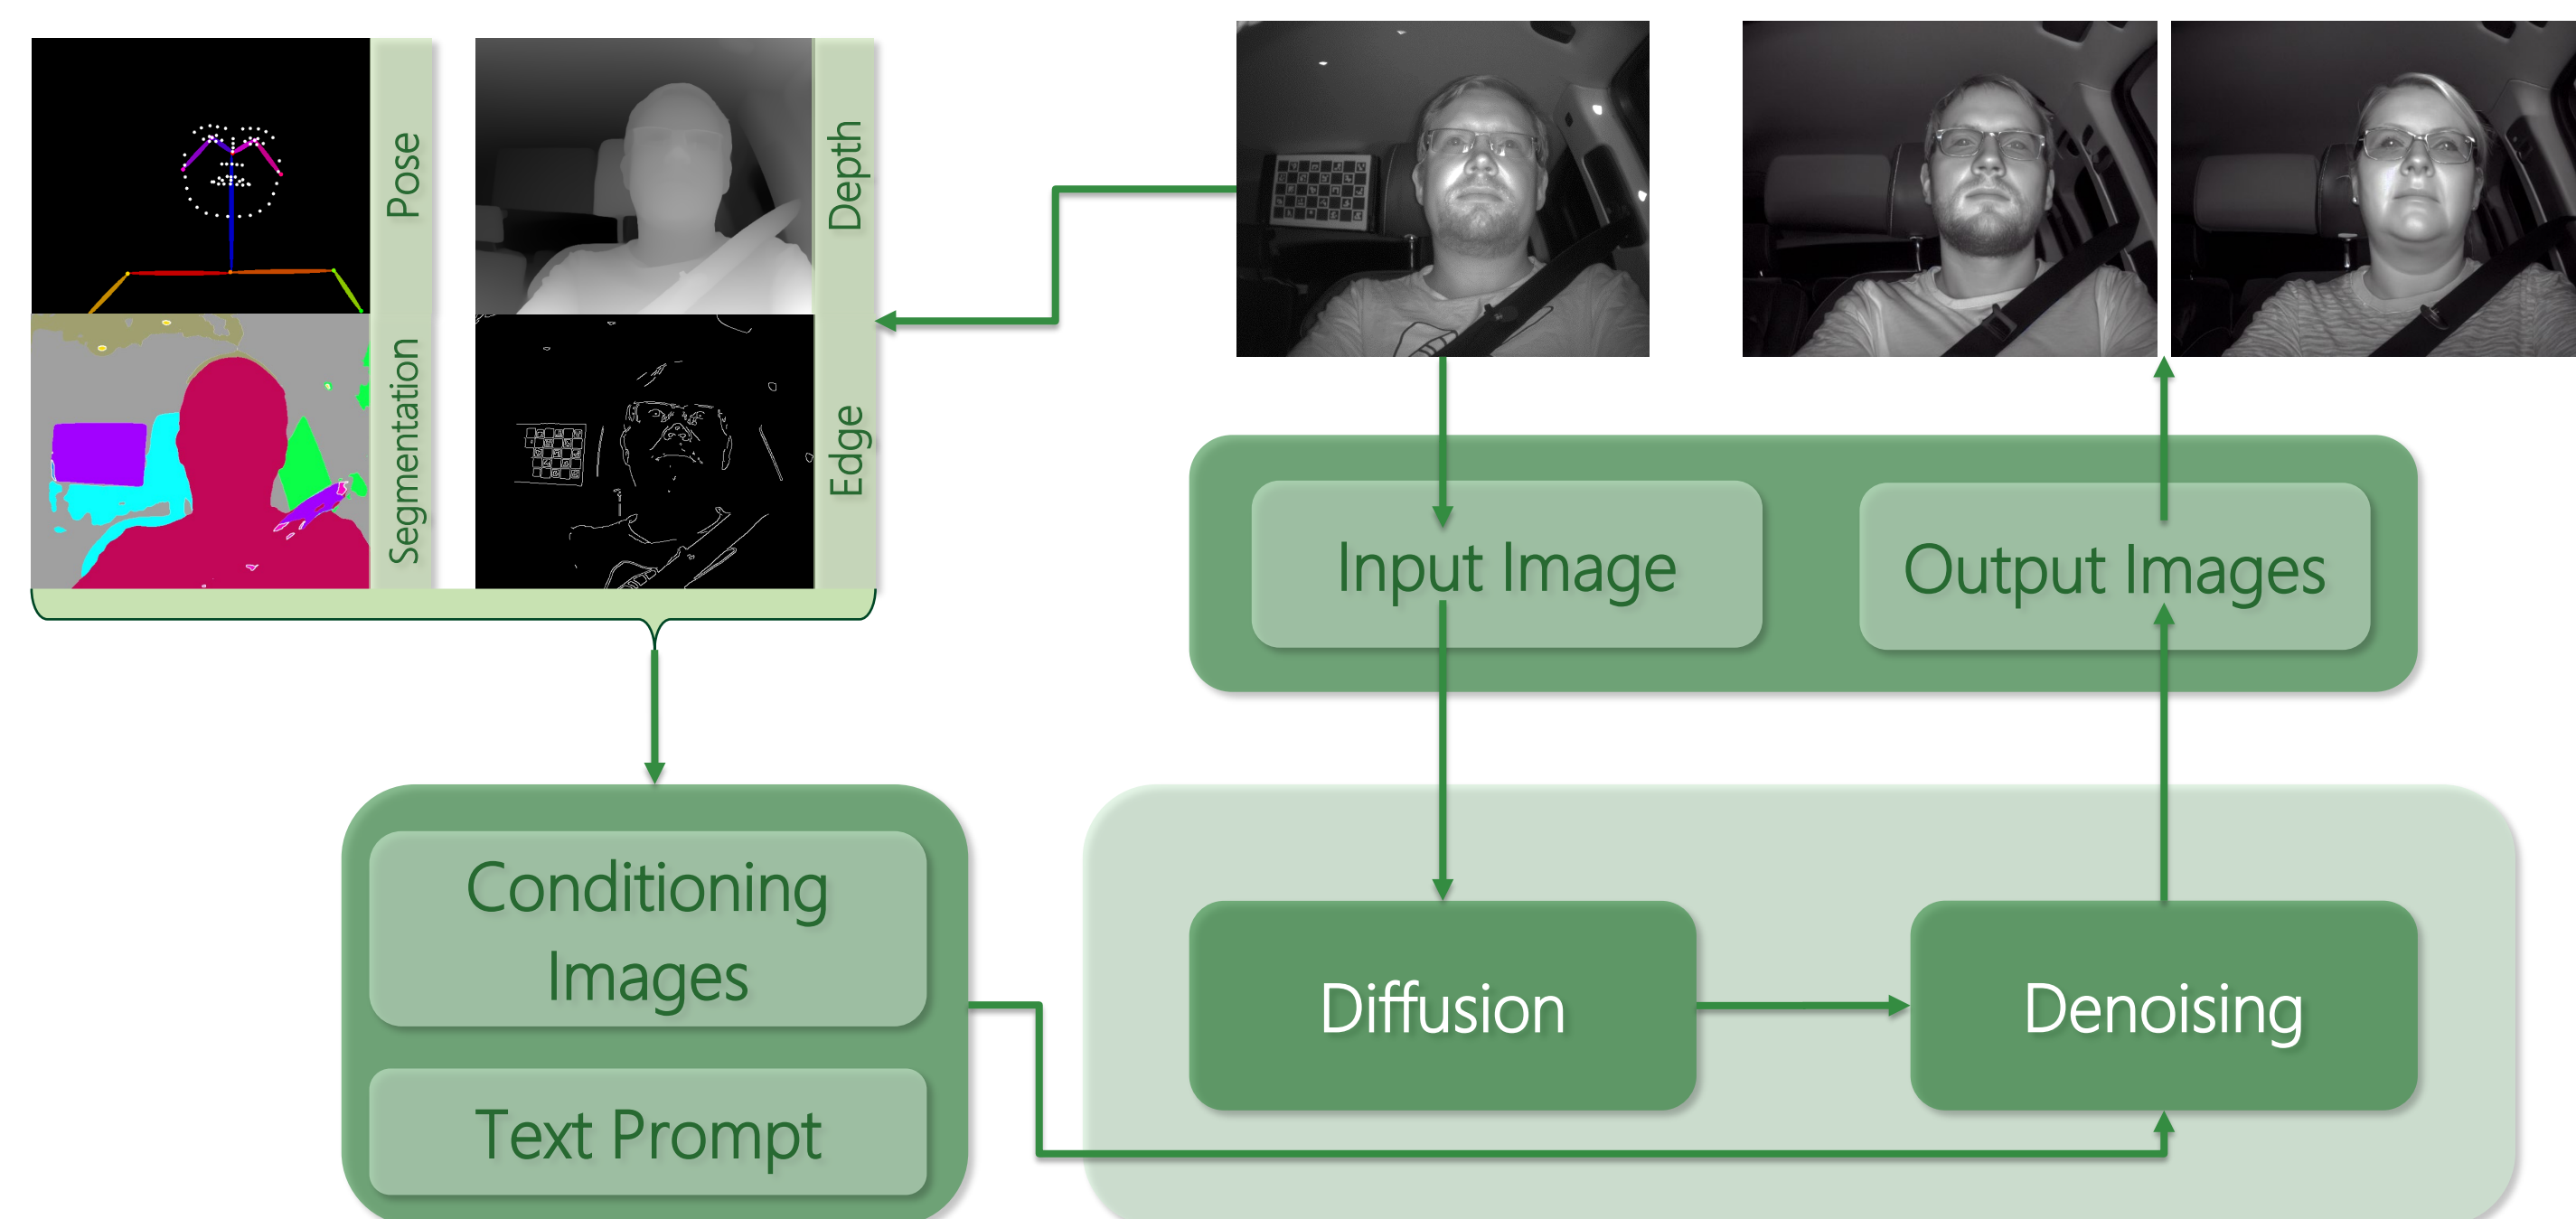 Pose
Depth
Segmentation
Edge
Input Image
Output Images
Conditioning
Images
Text Prompt
Diffusion
Denoising